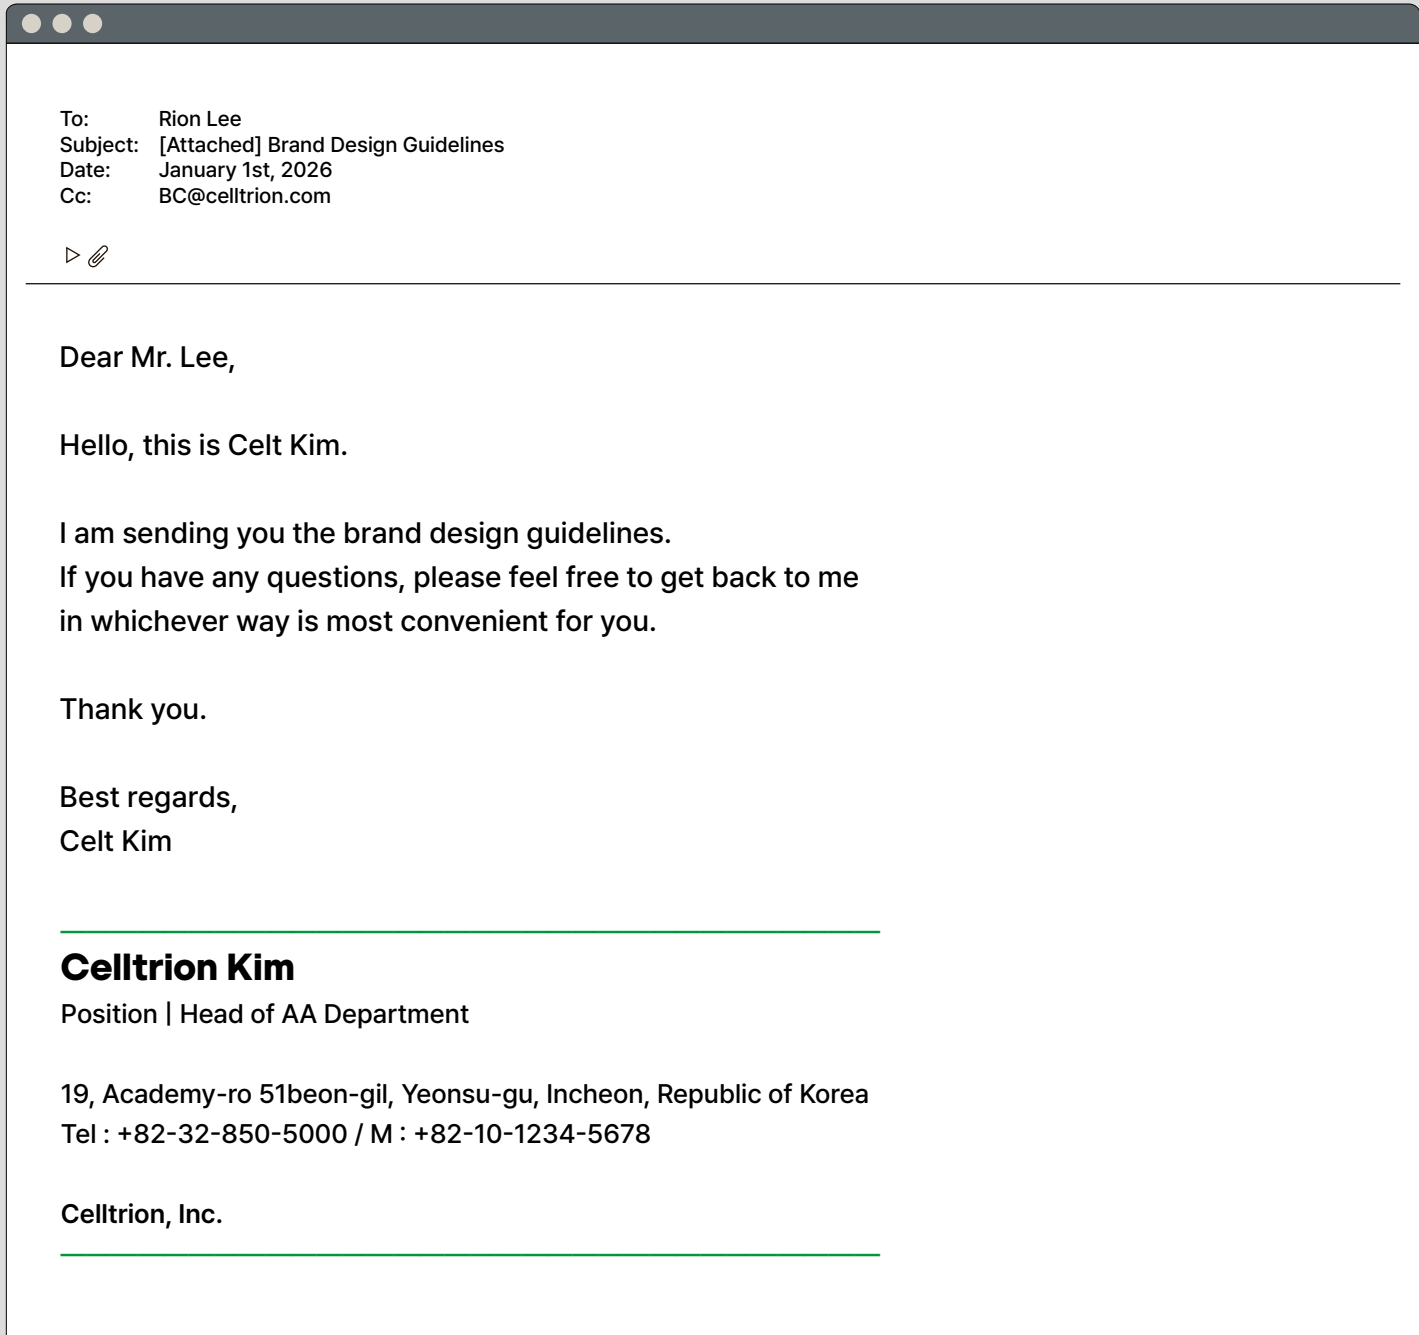 To: Rion Lee
Subject: [Attached] Brand Design Guidelines
Date: January 1st, 2026
Cc: BC@celltrion.com
Dear Mr. Lee,
Hello, this is Celt Kim.
I am sending you the brand design guidelines.
If you have any questions, please feel free to get back to me
in whichever way is most convenient for you.
Thank you.
Best regards,
Celt Kim
Celltrion Kim
Position | Head of AA Department
19, Academy-ro 51beon-gil, Yeonsu-gu, Incheon, Republic of Korea
Tel : +82-32-850-5000 / M : +82-10-1234-5678
Celltrion, Inc.